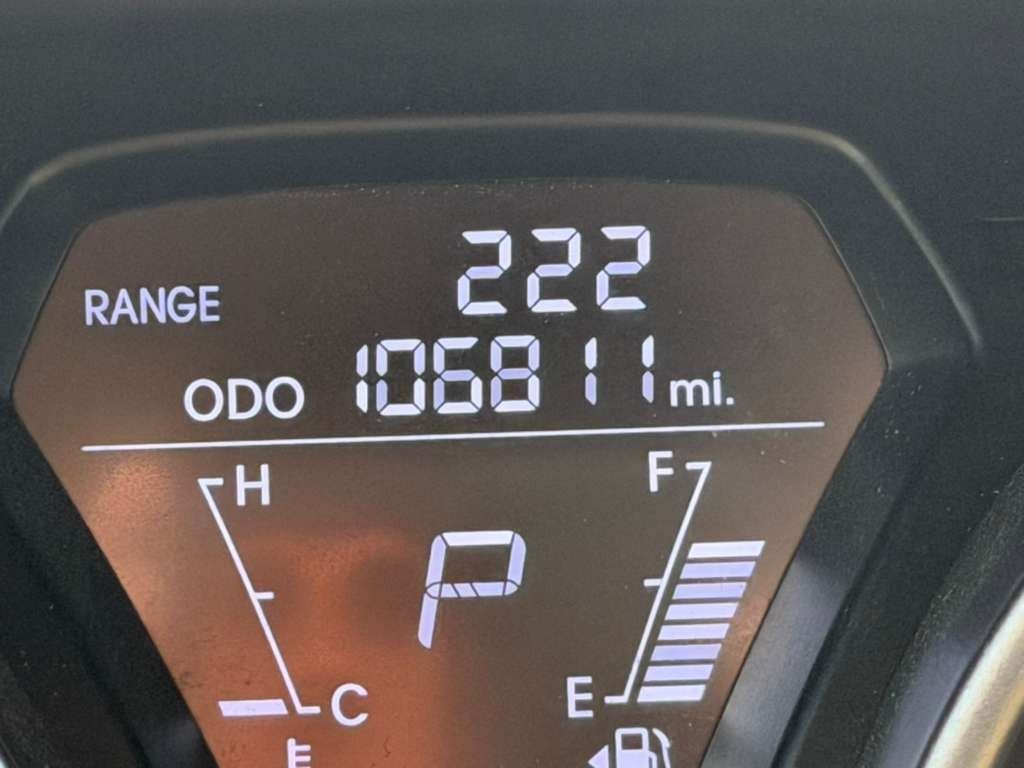 RANGE 222
ODO 106811 mi.
H F
P
C E